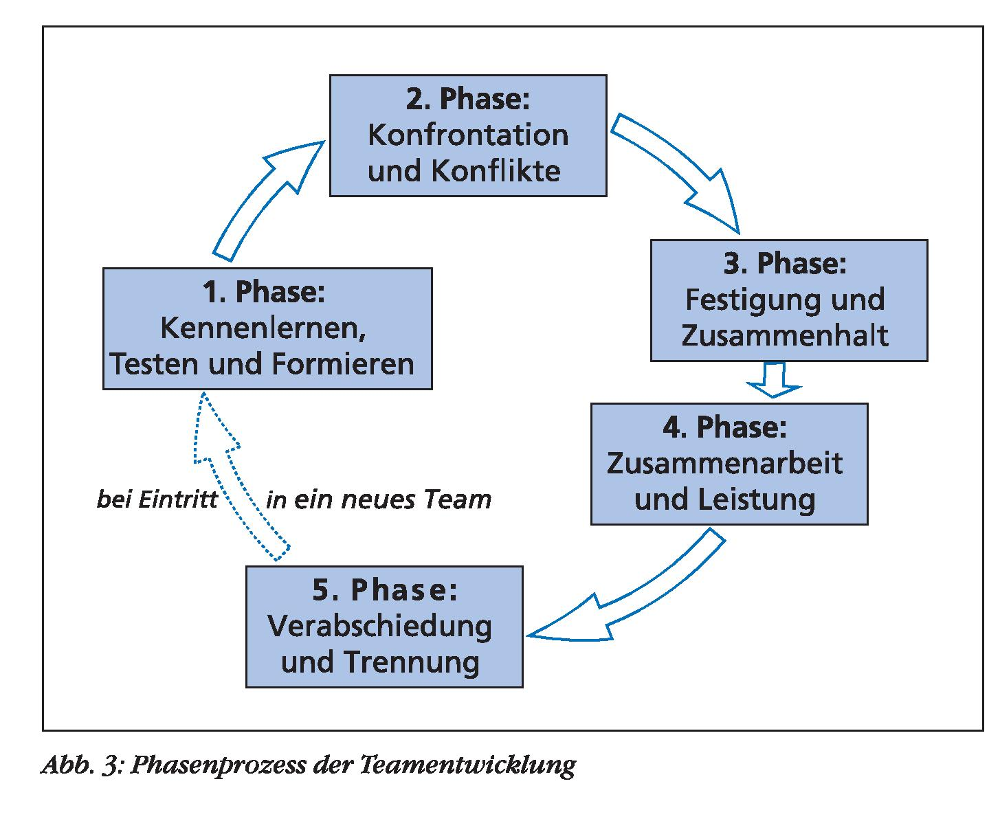 2. Phase:
Konfrontation
und Konflikte
3. Phase:
Festigung und
Zusammenhalt
1. Phase:
Kennenlernen,
Testen und Formieren
4. Phase:
Zusammenarbeit
und Leistung
bei Eintritt in ein neues Team
5. Phase:
Verabschiedung
und Trennung
Abb. 3: Phasenprozess der Teamentwicklung